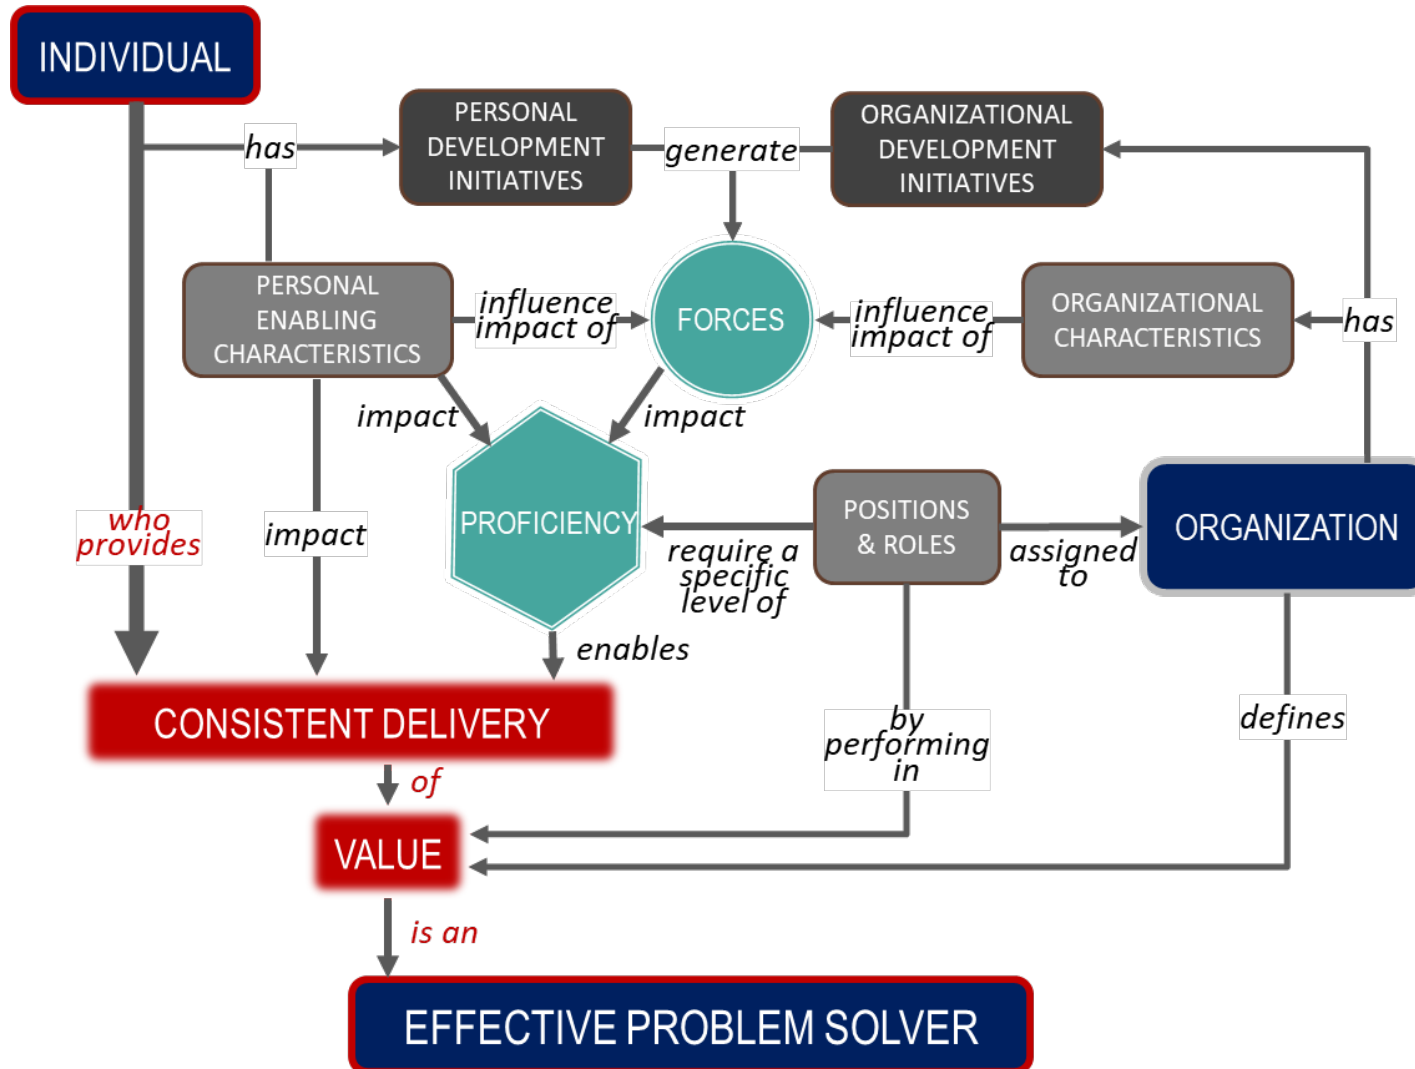 INDIVIDUAL
PERSONAL
DEVELOPMENT
INITIATIVES
ORGANIZATIONAL
DEVELOPMENT
INITIATIVES
has
generate
PERSONAL
ENABLING
CHARACTERISTICS
influence
impact of
FORCES
influence
impact of
ORGANIZATIONAL
CHARACTERISTICS
has
impact
impact
who
provides
impact
PROFICIENCY
require a
specific
level of
POSITIONS
& ROLES
assigned
to
ORGANIZATION
enables
CONSISTENT DELIVERY
by
performing
in
defines
of
VALUE
is an
EFFECTIVE PROBLEM SOLVER